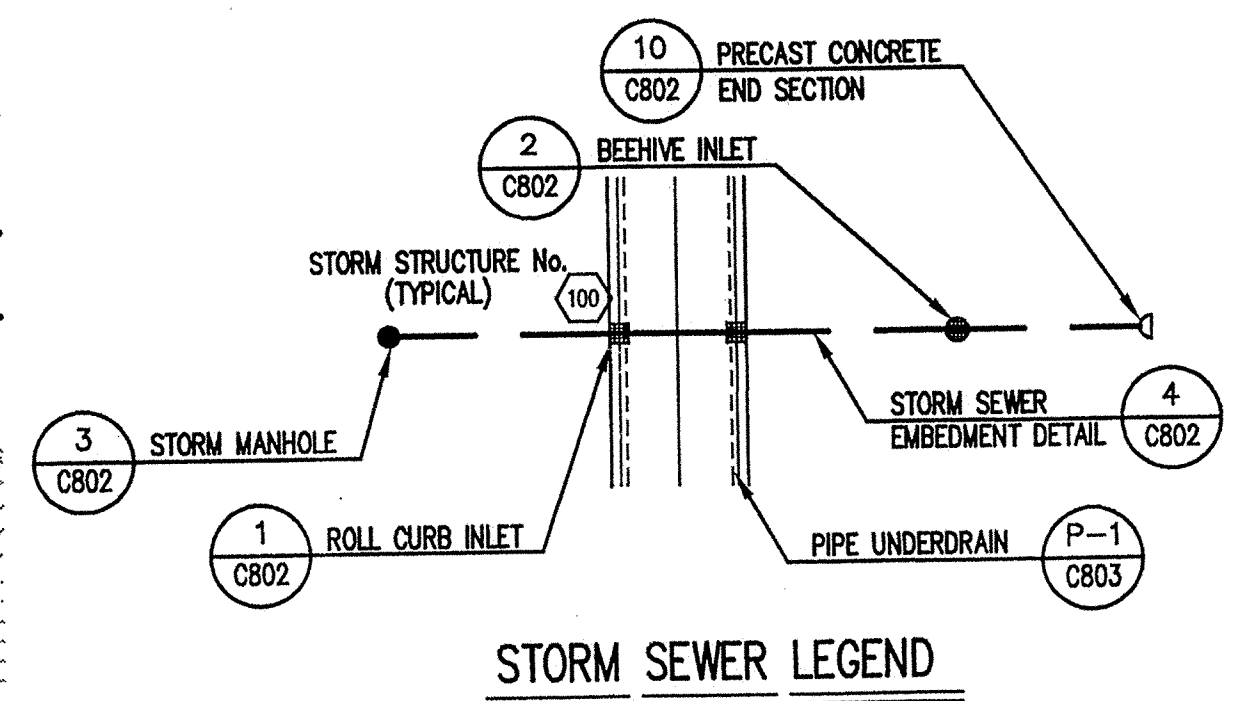 10
C802
PRECAST CONCRETE
END SECTION
2
C802
BEEHIVE INLET
STORM STRUCTURE No.
(TYPICAL)
100
STORM SEWER
EMBEDMENT DETAIL
4
C802
3
C802
STORM MANHOLE
1
C802
ROLL CURB INLET
PIPE UNDERDRAIN
P-1
C803
STORM SEWER LEGEND